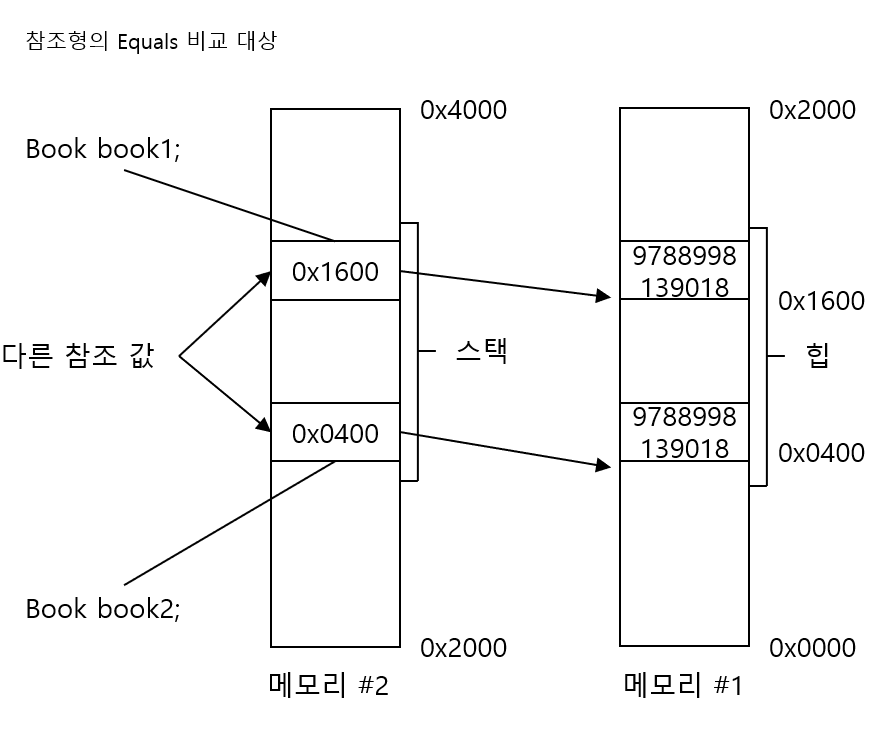 참조형의 Equals 비교 대상
0x4000
0x2000
Book book1;
0x1600
9788998
139018
0x1600
다른 참조 값
스택
힙
0x0400
9788998
139018
0x0400
Book book2;
0x2000
0x0000
메모리 #2
메모리 #1